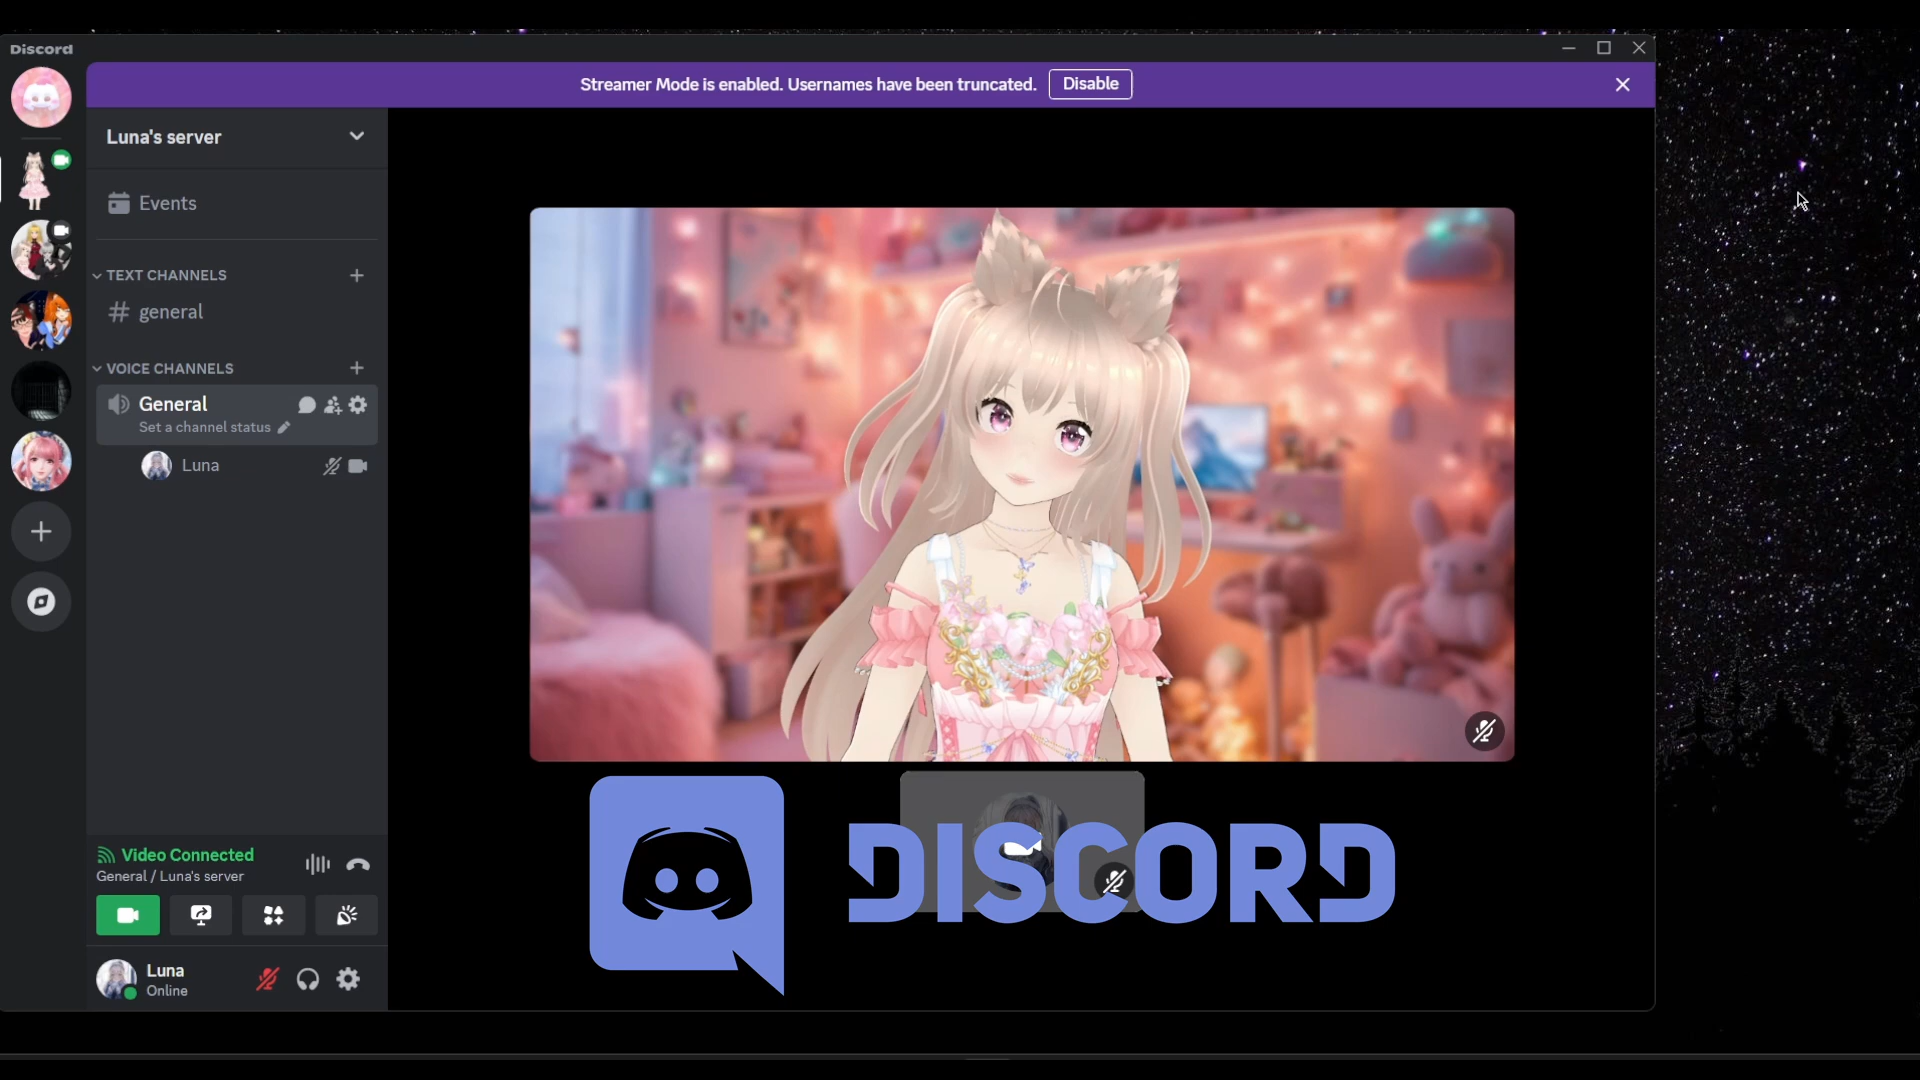 Discord
Streamer Mode is enabled. Usernames have been truncated.
Disable
Luna's server
Events
TEXT CHANNELS
general
VOICE CHANNELS
General
Set a channel status
Luna
Video Connected
General / Luna's server
Luna
Online
DISCORD